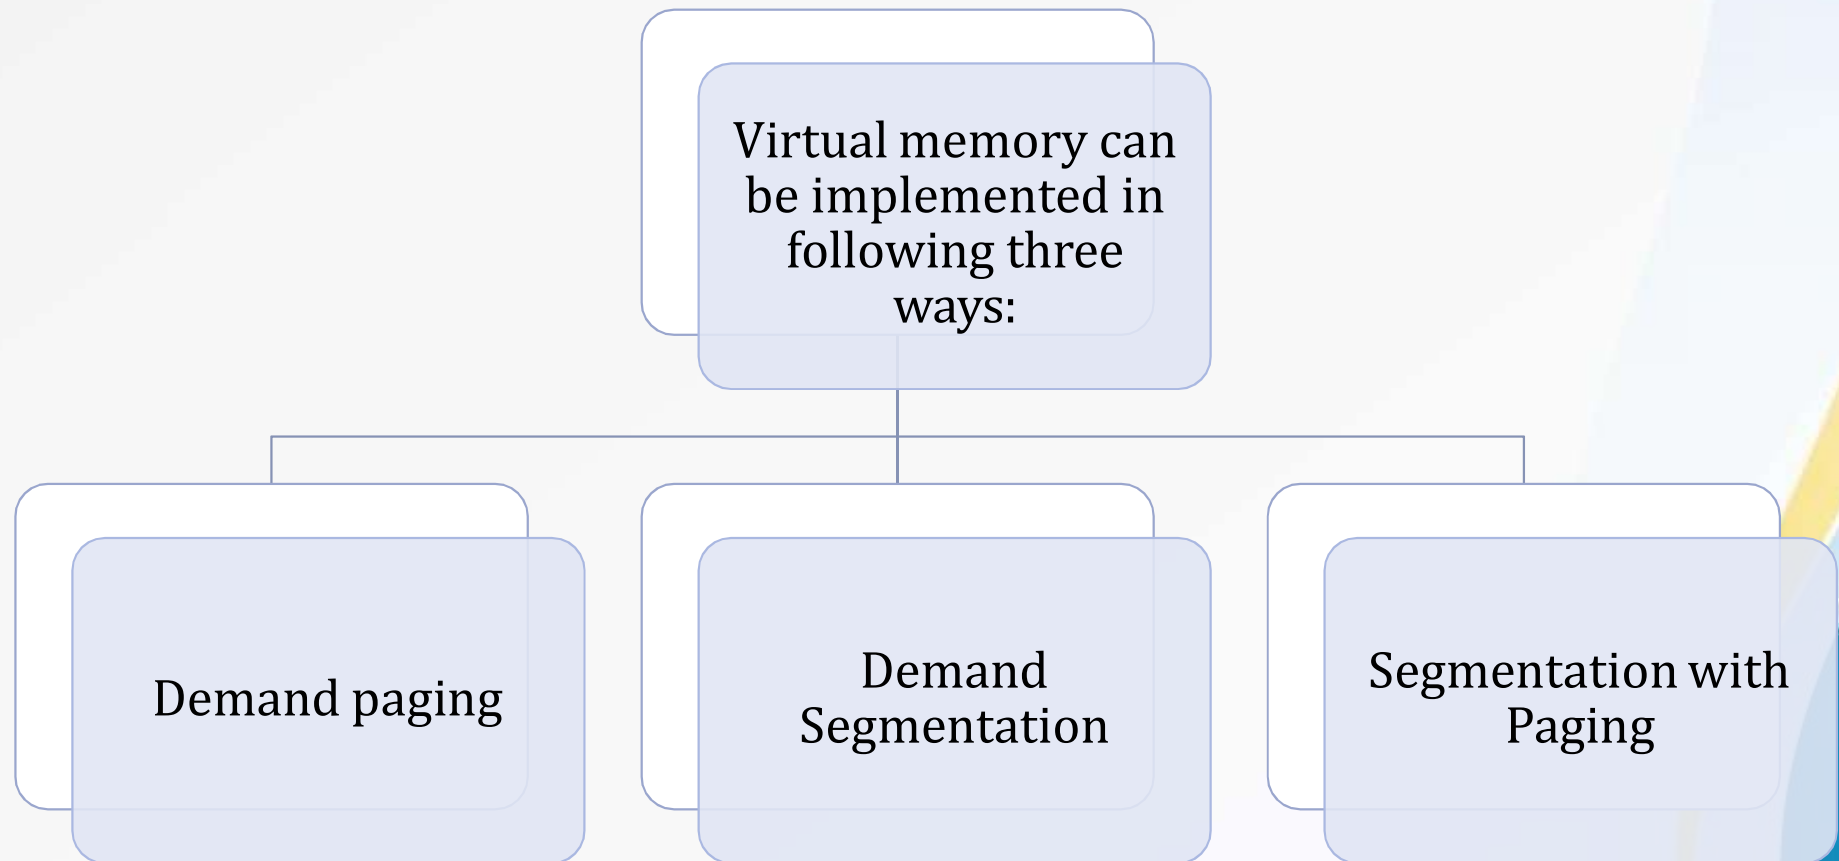 Virtual memory can
be implemented in
following three
ways:
Demand paging
Demand
Segmentation
Segmentation with
Paging